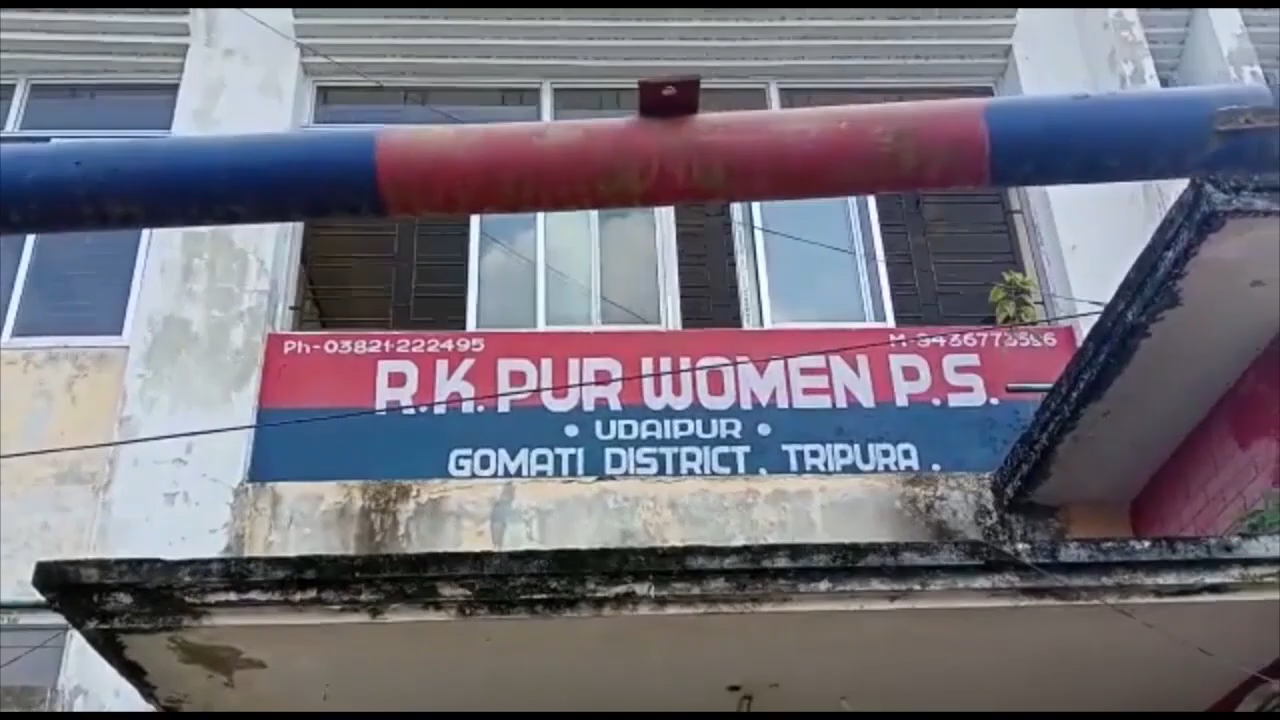 Ph-03821-222495
R.K. PUR WOMEN P.S.
• UDAIPUR •
GOMATI DISTRICT, TRIPURA.